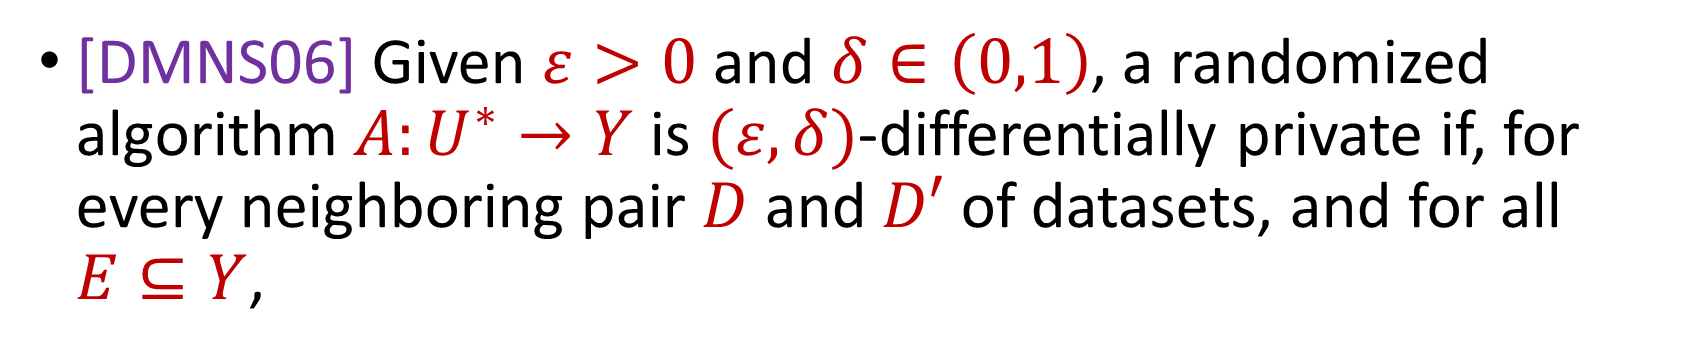 • [DMNS06] Given ε > 0 and δ ∈ (0,1), a randomized
algorithm A: U* → Y is (ε, δ)-differentially private if, for
every neighboring pair D and D′ of datasets, and for all
E ⊆ Y,